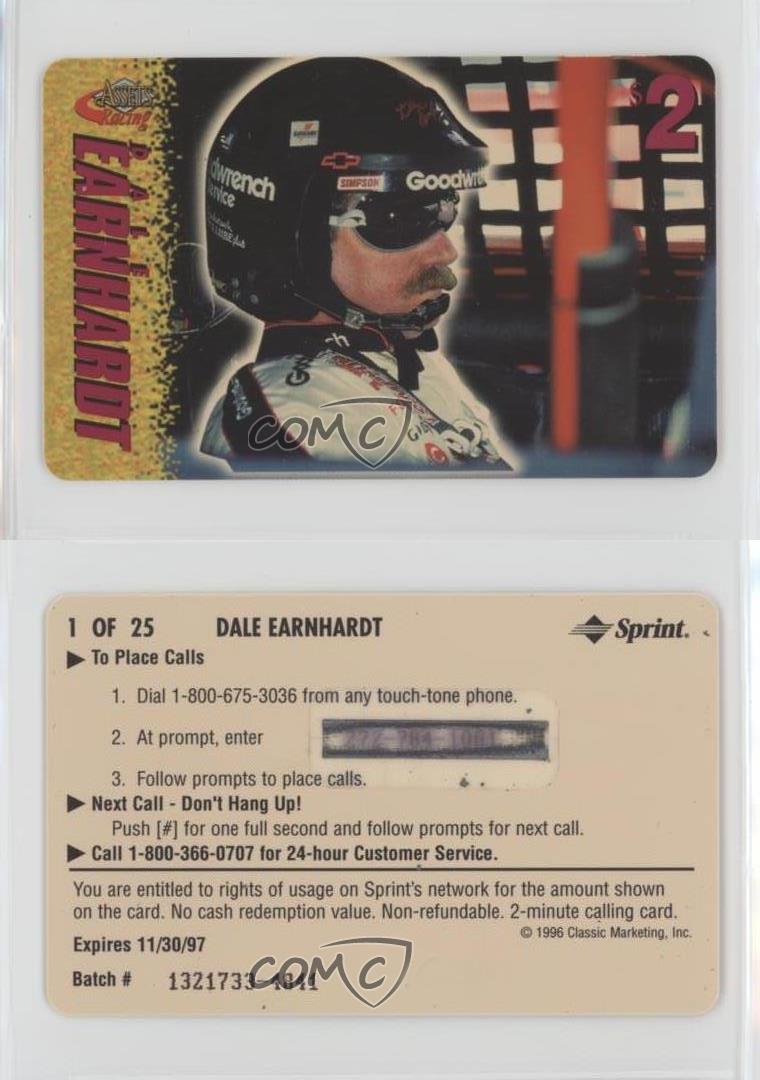 ASSETS
Racing
DALE
EARNHARDT
$2
Goodwrench
SIMPSON
COMC
1 OF 25 DALE EARNHARDT
Sprint.
To Place Calls
1. Dial 1-800-675-3036 from any touch-tone phone.
2. At prompt, enter
3. Follow prompts to place calls.
Next Call - Don't Hang Up!
Push [#] for one full second and follow prompts for next call.
Call 1-800-366-0707 for 24-hour Customer Service.
You are entitled to rights of usage on Sprint's network for the amount shown
on the card. No cash redemption value. Non-refundable. 2-minute calling card.
© 1996 Classic Marketing, Inc.
Expires 11/30/97
Batch # 1321733-4841
COMC